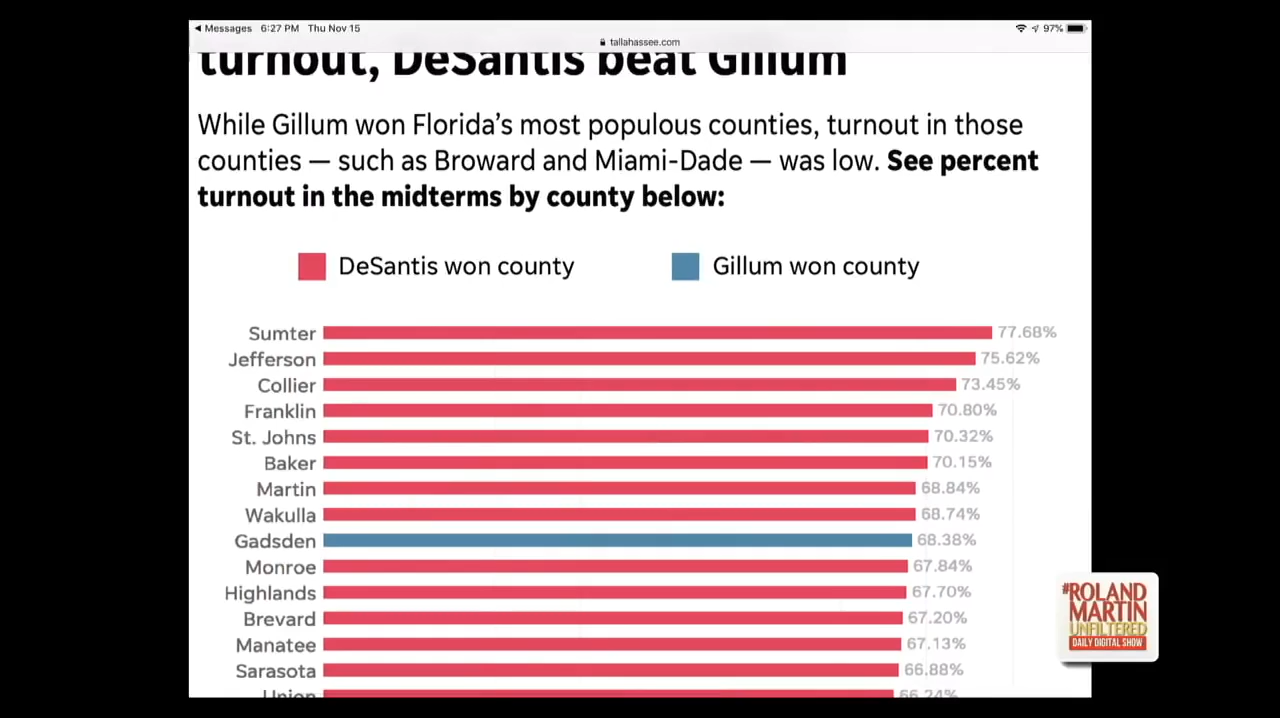 Messages 6:27 PM Thu Nov 15 97%
tallahassee.com
turnout, DeSantis beat Gillum
While Gillum won Florida's most populous counties, turnout in those
counties — such as Broward and Miami-Dade — was low. See percent
turnout in the midterms by county below:
DeSantis won county Gillum won county
Sumter 77.68%
Jefferson 75.62%
Collier 73.45%
Franklin 70.80%
St. Johns 70.32%
Baker 70.15%
Martin 68.84%
Wakulla 68.74%
Gadsden 68.38%
Monroe 67.84%
Highlands 67.70%
Brevard 67.20%
Manatee 67.13%
Sarasota 66.88%
Union 66.24%
#ROLAND
MARTIN
UNFILTERED
DAILY DIGITAL SHOW